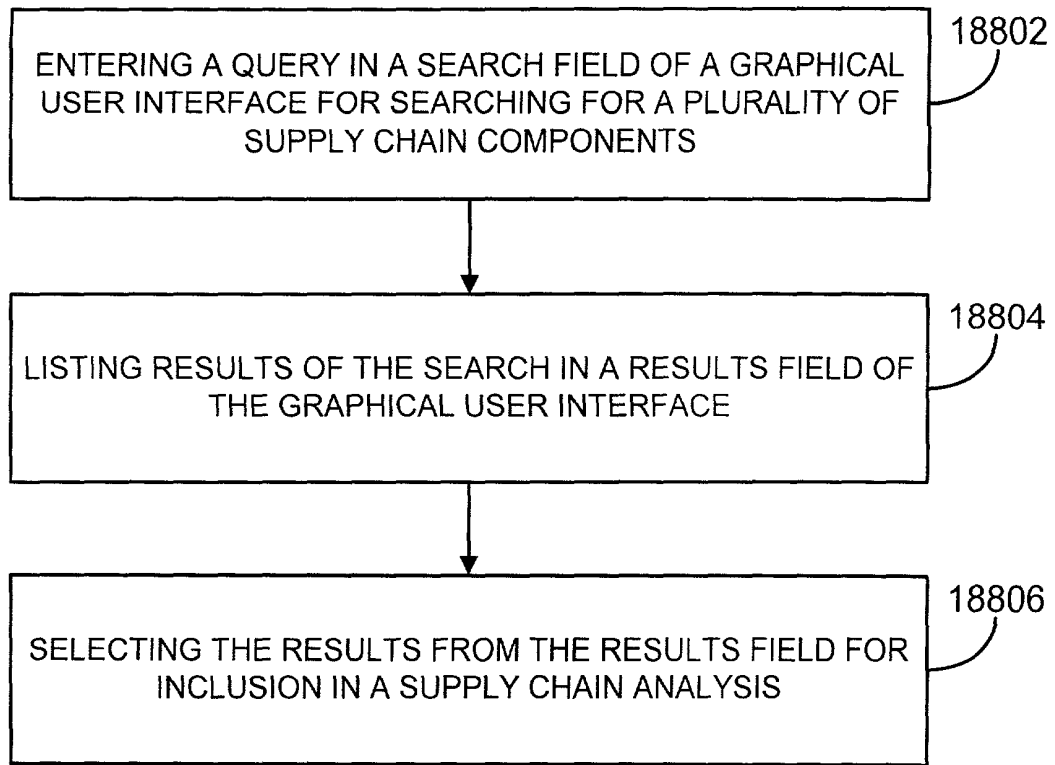 18802
ENTERING A QUERY IN A SEARCH FIELD OF A GRAPHICAL
USER INTERFACE FOR SEARCHING FOR A PLURALITY OF
SUPPLY CHAIN COMPONENTS
18804
LISTING RESULTS OF THE SEARCH IN A RESULTS FIELD OF
THE GRAPHICAL USER INTERFACE
18806
SELECTING THE RESULTS FROM THE RESULTS FIELD FOR
INCLUSION IN A SUPPLY CHAIN ANALYSIS